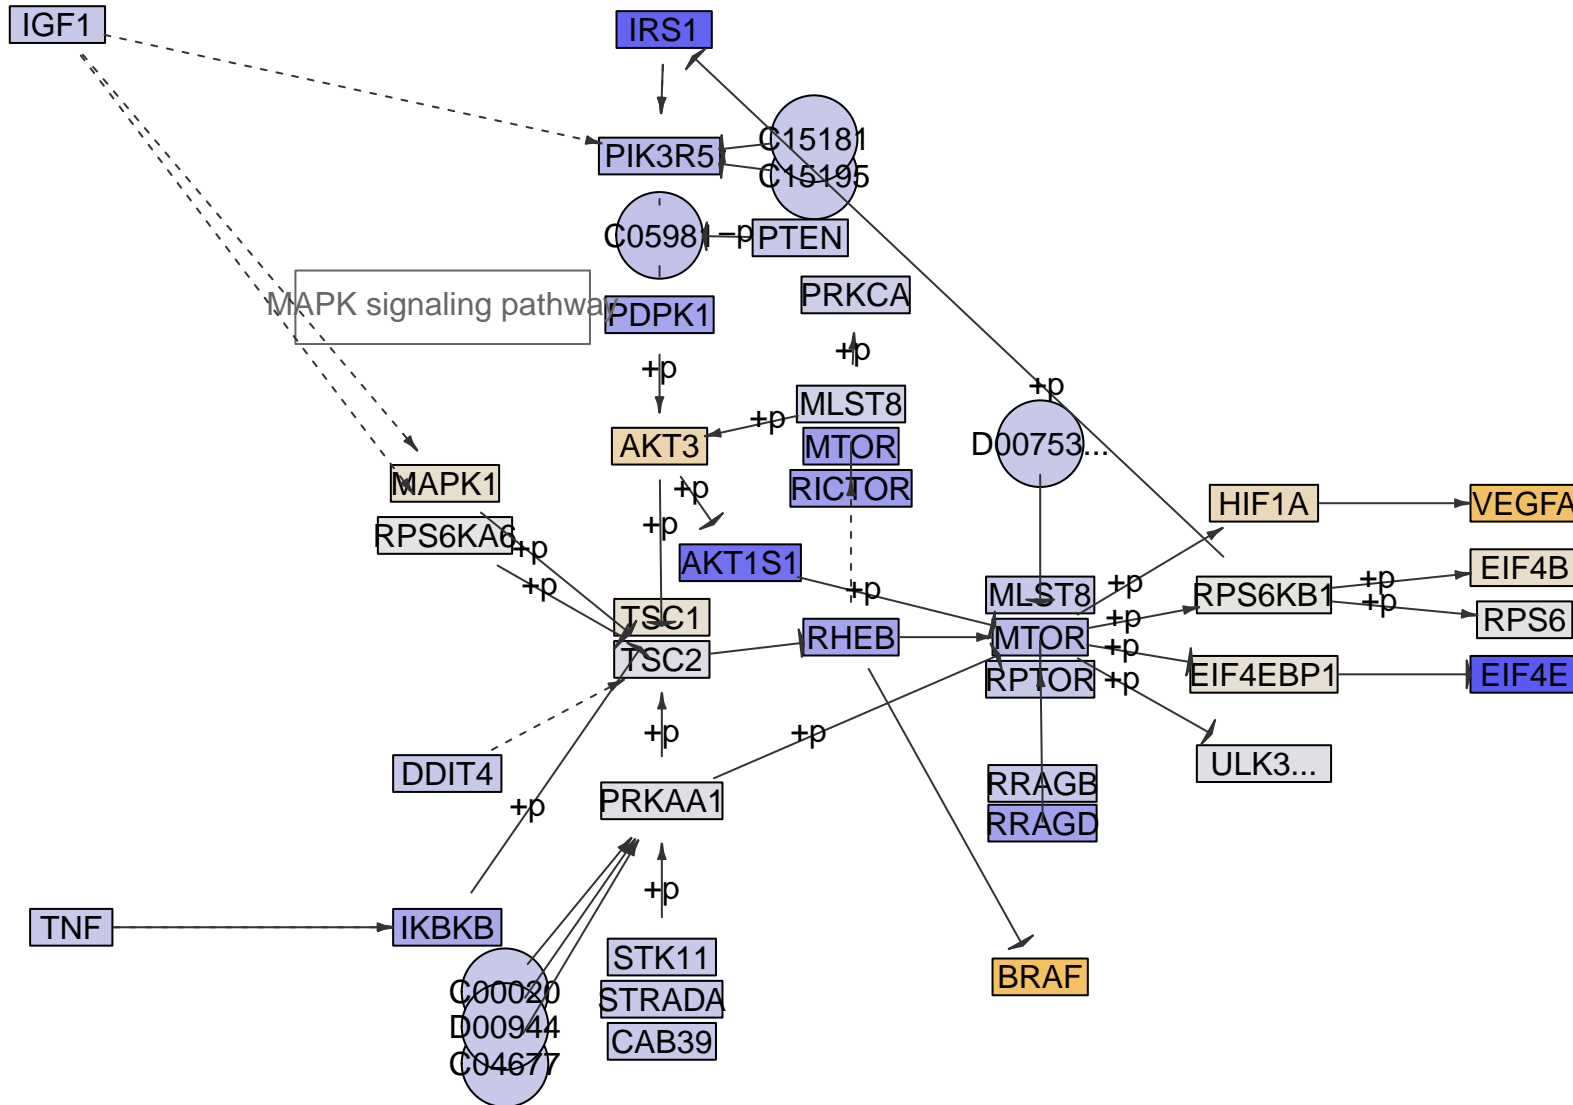 IGF1
IRS1
C15181
PIK3R5
C15195
C05981
-p
PTEN
PRKCA
MAPK signaling pathway
PDPK1
+p
+p
+p
MLST8
+p
AKT3
MTOR
D00753...
MAPK1
RICTOR
+p
HIF1A
VEGFA
RPS6KA6
+p
+p
AKT1S1
EIF4B
+p
+p
MLST8
+p
RPS6KB1
+p
+p
TSC1
+p
RPS6
RHEB
MTOR
+p
TSC2
RPTOR
+p
EIF4EBP1
EIF4E
+p
+p
DDIT4
ULK3...
RRAGB
+p
PRKAA1
RRAGD
+p
TNF
IKBKB
STK11
BRAF
C00020
STRADA
D00944
CAB39
C04677